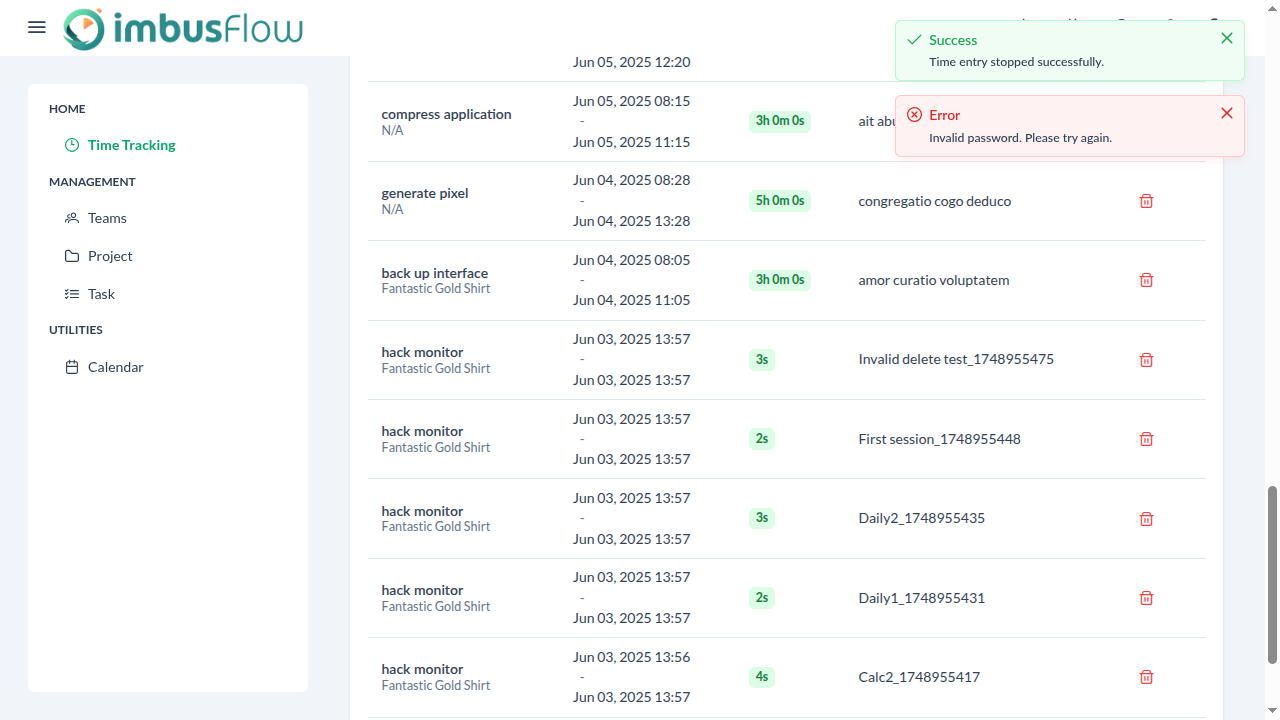 imbusFlow
Success
Time entry stopped successfully.
Error
Invalid password. Please try again.
HOME
Time Tracking
MANAGEMENT
Teams
Project
Task
UTILITIES
Calendar
Jun 05, 2025 12:20
compress application
N/A
Jun 05, 2025 08:15
-
Jun 05, 2025 11:15
3h 0m 0s
ait
generate pixel
N/A
Jun 04, 2025 08:28
-
Jun 04, 2025 13:28
5h 0m 0s
congregatio cogo deduco
back up interface
Fantastic Gold Shirt
Jun 04, 2025 08:05
-
Jun 04, 2025 11:05
3h 0m 0s
amor curatio voluptatem
hack monitor
Fantastic Gold Shirt
Jun 03, 2025 13:57
-
Jun 03, 2025 13:57
3s
Invalid delete test_1748955475
hack monitor
Fantastic Gold Shirt
Jun 03, 2025 13:57
-
Jun 03, 2025 13:57
2s
First session_1748955448
hack monitor
Fantastic Gold Shirt
Jun 03, 2025 13:57
-
Jun 03, 2025 13:57
3s
Daily2_1748955435
hack monitor
Fantastic Gold Shirt
Jun 03, 2025 13:57
-
Jun 03, 2025 13:57
2s
Daily1_1748955431
hack monitor
Fantastic Gold Shirt
Jun 03, 2025 13:56
-
Jun 03, 2025 13:57
4s
Calc2_1748955417